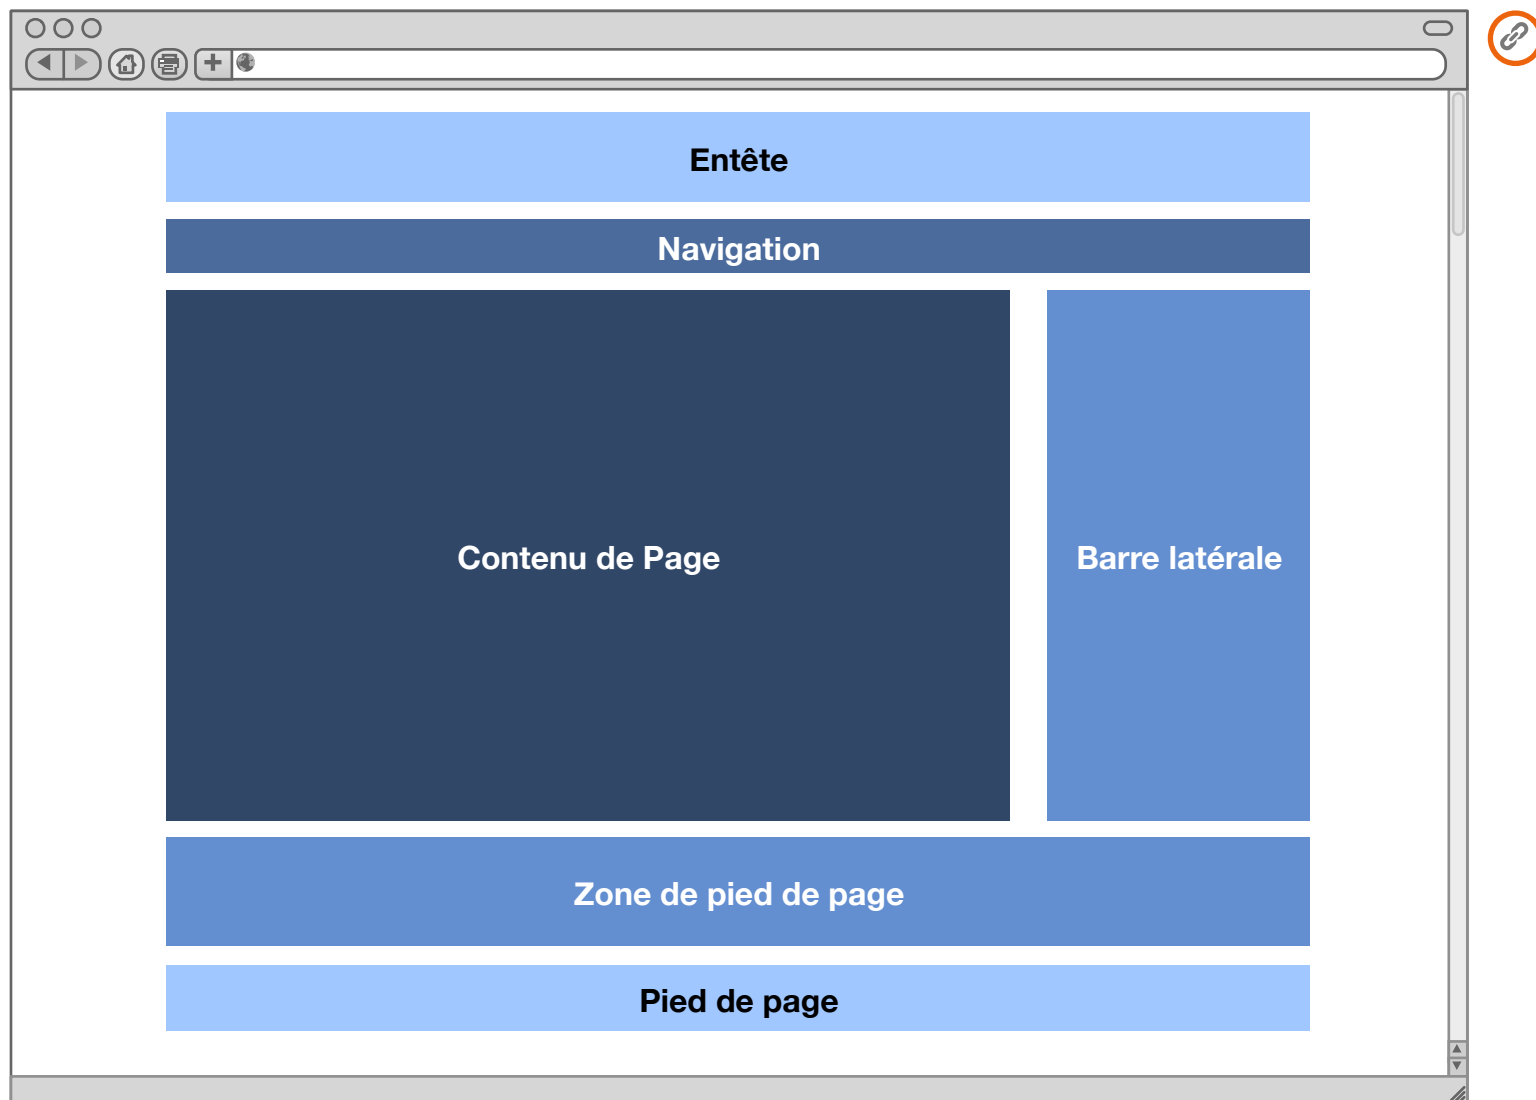 Entête
Navigation
Contenu de Page
Barre latérale
Zone de pied de page
Pied de page